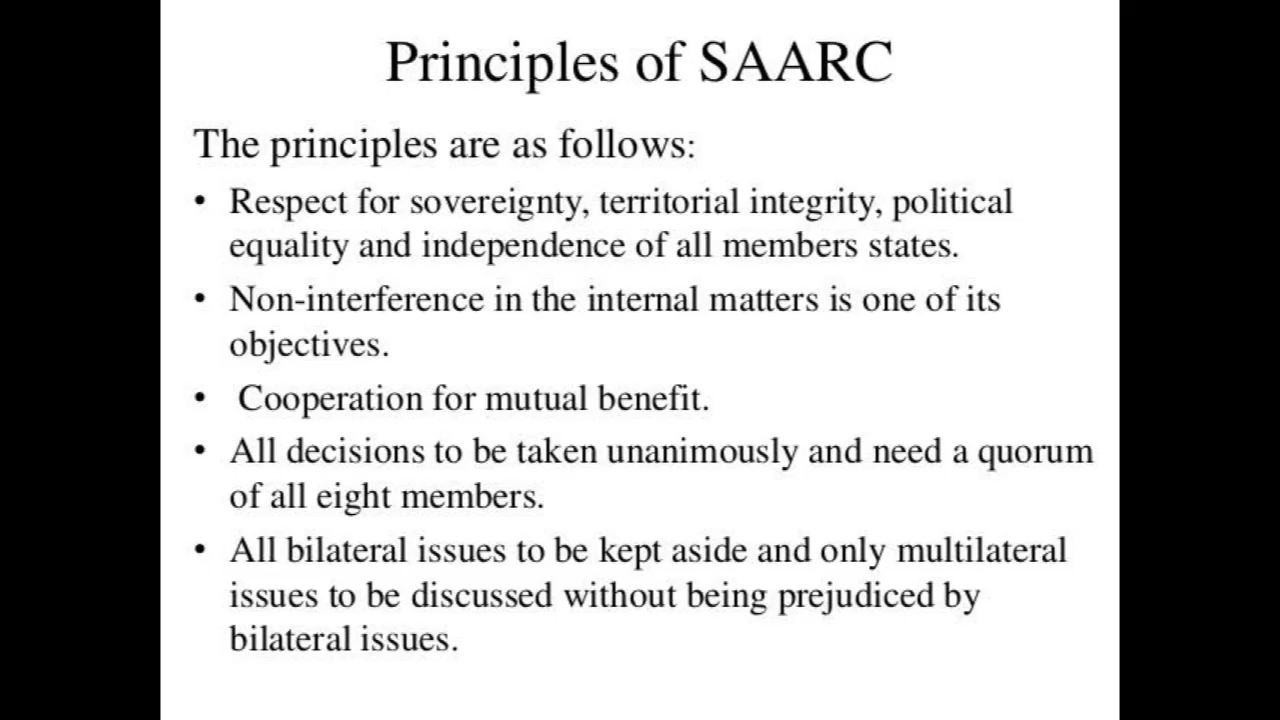 Principles of SAARC
The principles are as follows:
• Respect for sovereignty, territorial integrity, political
equality and independence of all members states.
• Non-interference in the internal matters is one of its
objectives.
• Cooperation for mutual benefit.
• All decisions to be taken unanimously and need a quorum
of all eight members.
• All bilateral issues to be kept aside and only multilateral
issues to be discussed without being prejudiced by
bilateral issues.